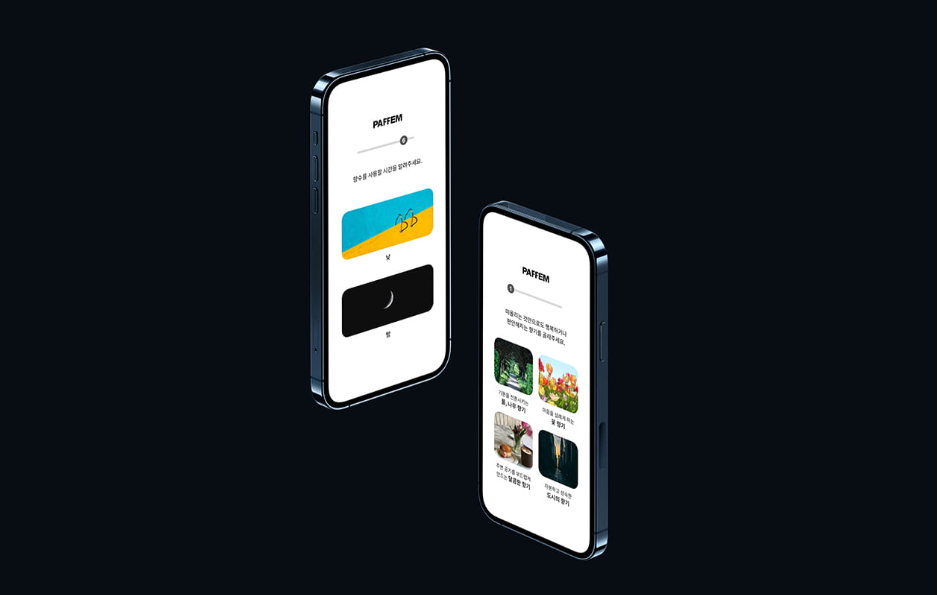 PAFFEM
6
향수를 사용할 시간을 알려주세요.
낮
밤
PAFFEM
1
떠올리는 것만으로도 행복하거나
편안해지는 향기를 골라주세요.
기분을 전환시키는
풀, 나무 향기
마음을 설레게 하는
꽃 향기
주변 공기를 부드럽게
만드는 달콤한 향기
차분하고 성숙한
도시적 향기